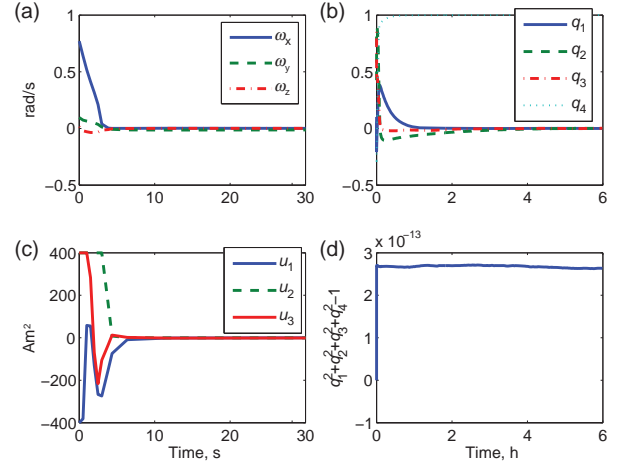 (a)
1
0.5
0
−0.5
rad/s
0 10 20 30
ωx
ωy
ωz
(b)
1
0.5
0
−0.5
0 2 4 6
q1
q2
q3
q4
(c)
400
200
0
−200
−400
Am²
0 10 20 30
Time, s
u1
u2
u3
(d)
3 x 10−13
2
1
0
−1
q₁²+q₂²+q₃²+q₄²−1
0 2 4 6
Time, h